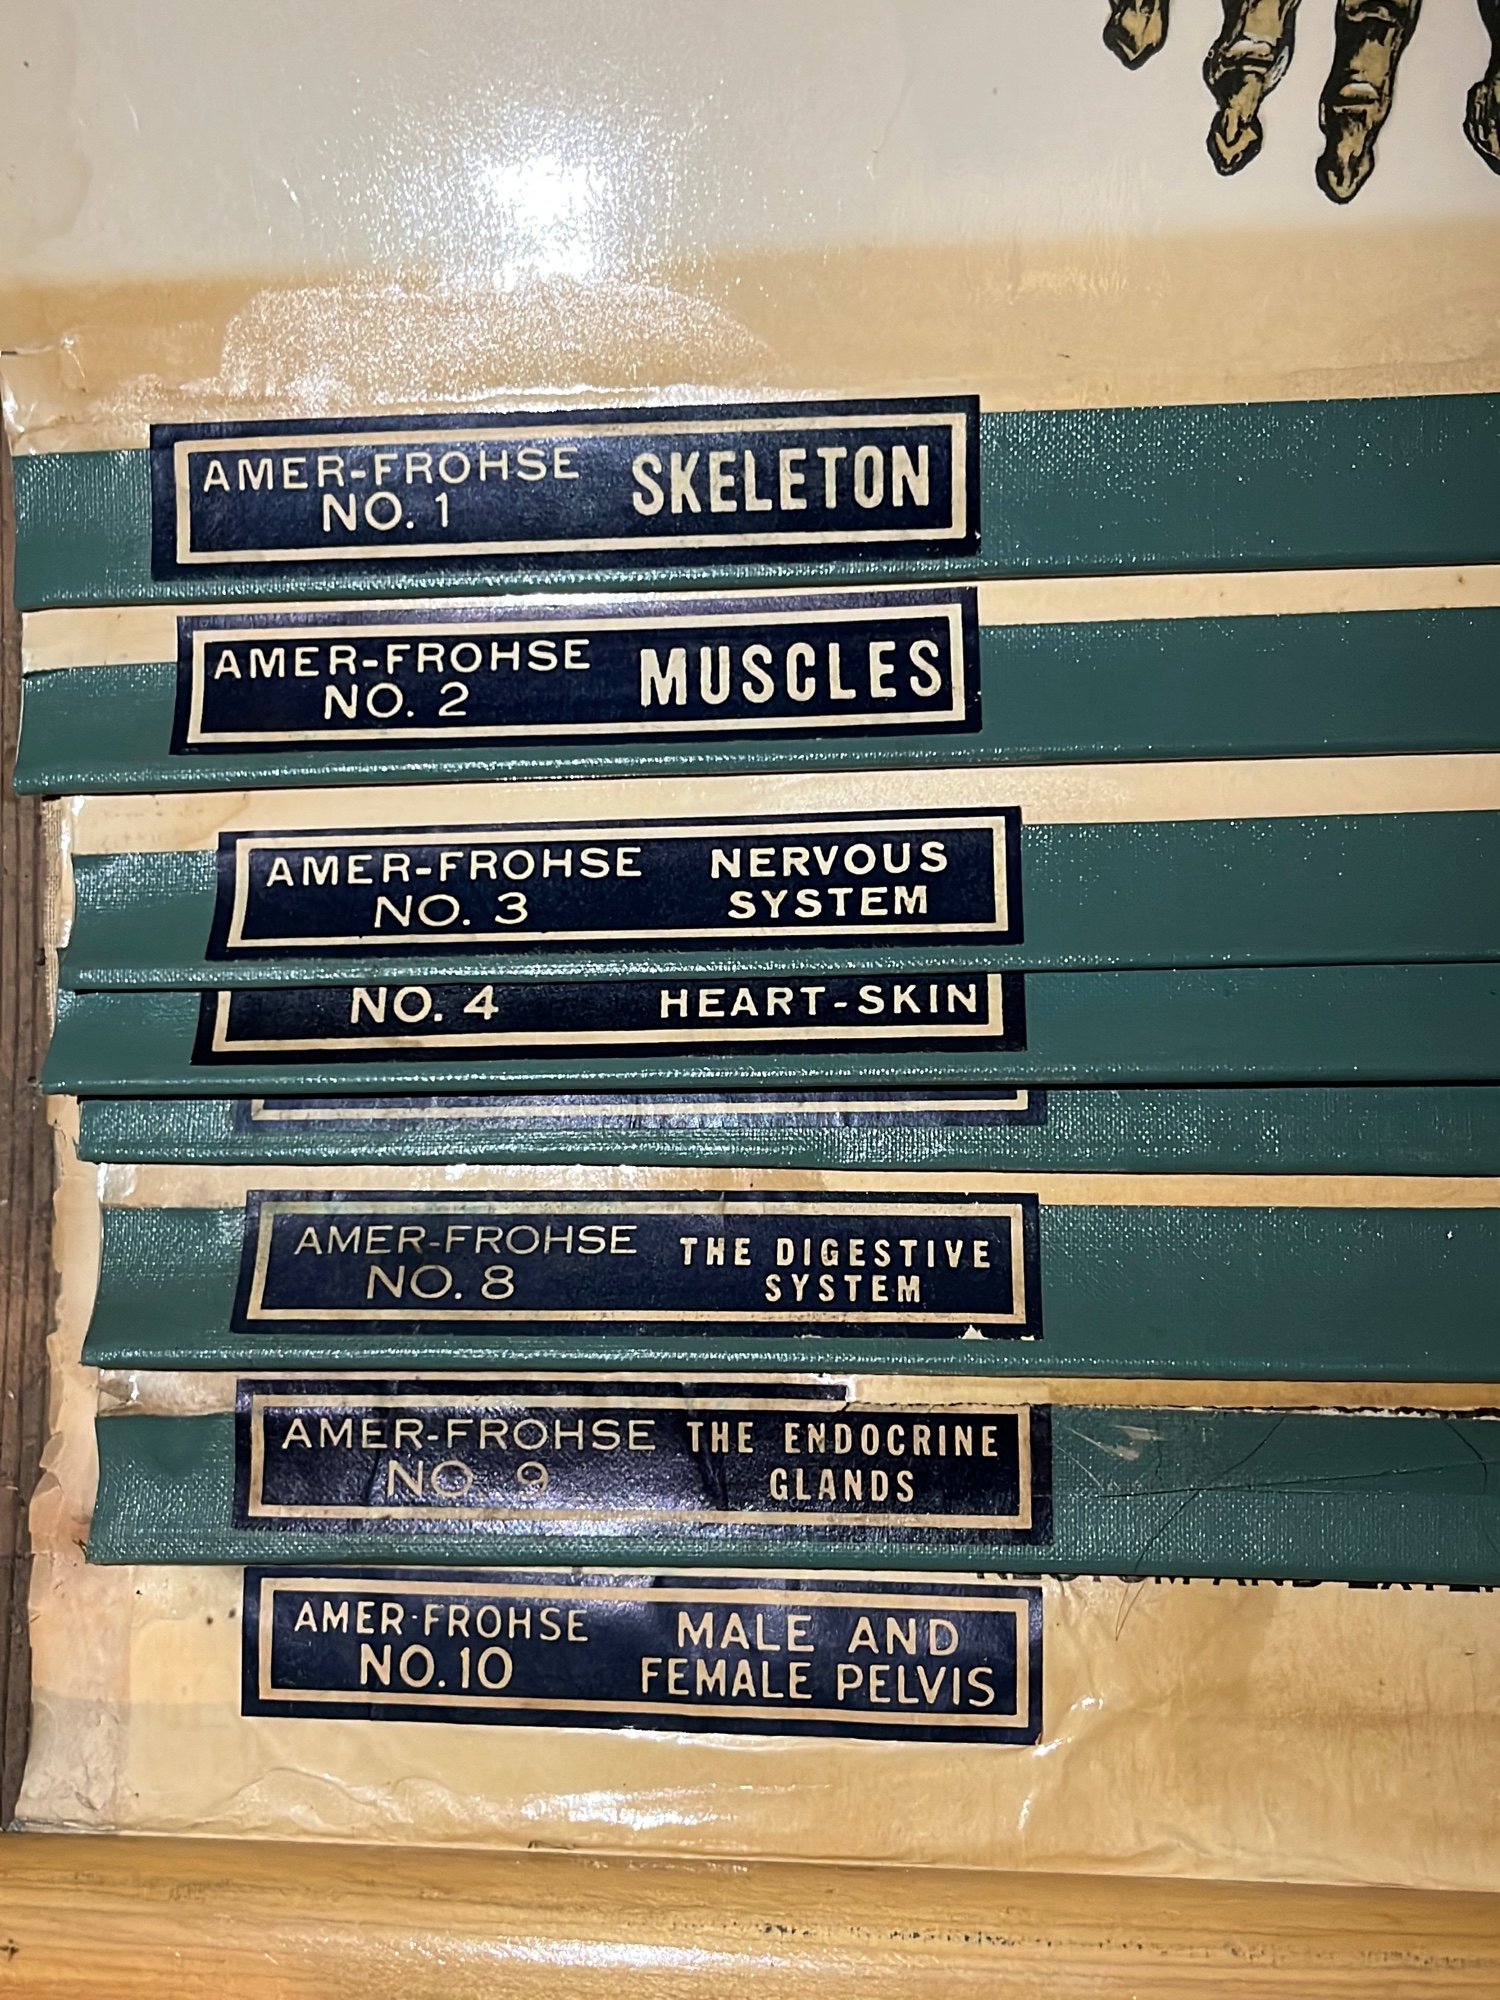 AMER-FROHSE
NO. 1
SKELETON
AMER-FROHSE
NO. 2
MUSCLES
AMER-FROHSE
NO. 3
NERVOUS
SYSTEM
NO. 4
HEART-SKIN
AMER-FROHSE
NO. 8
THE DIGESTIVE
SYSTEM
AMER-FROHSE
NO. 9
THE ENDOCRINE
GLANDS
AND
AMER-FROHSE
NO. 10
MALE AND
FEMALE PELVIS